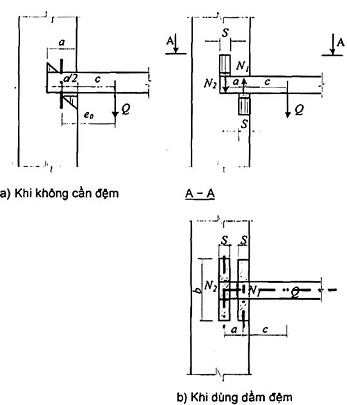 a
a/2
c
e₀
Q
a) Khi không cần đệm
A
A
S
N₁
N₂
a
c
Q
S
A – A
S
S
b
N₂
N₁
Q
a
c
b) Khi dùng dầm đệm